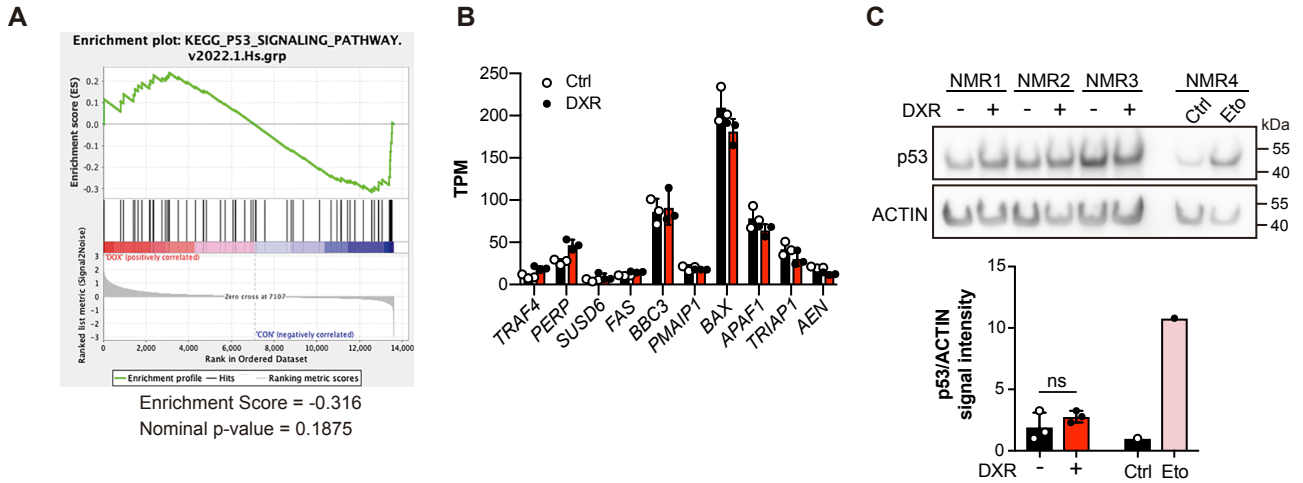 A
Enrichment plot: KEGG_P53_SIGNALING_PATHWAY.
v2022.1.Hs.grp
Enrichment score (ES)
0.2
0.1
0.0
-0.1
-0.2
-0.3
Ranked list metric (Signal2Noise)
3
2
1
0
-1
-2
-3
'DOX' (positively correlated)
Zero cross at 7107
'CON' (negatively correlated)
0 2,000 4,000 6,000 8,000 10,000 12,000 14,000
Rank in Ordered Dataset
Enrichment profile Hits Ranking metric scores
Enrichment Score = -0.316
Nominal p-value = 0.1875
B
TPM
250
200
150
100
50
0
Ctrl
DXR
TRAF4 PERP SUSD6 FAS BBC3 PMAIP1 BAX APAF1 TRIAP1 AEN
C
NMR1 NMR2 NMR3 NMR4
DXR - + - + - + Ctrl Eto
kDa
p53
55
40
ACTIN
55
40
p53/ACTIN
signal intensity
15
10
5
0
ns
DXR - + Ctrl Eto